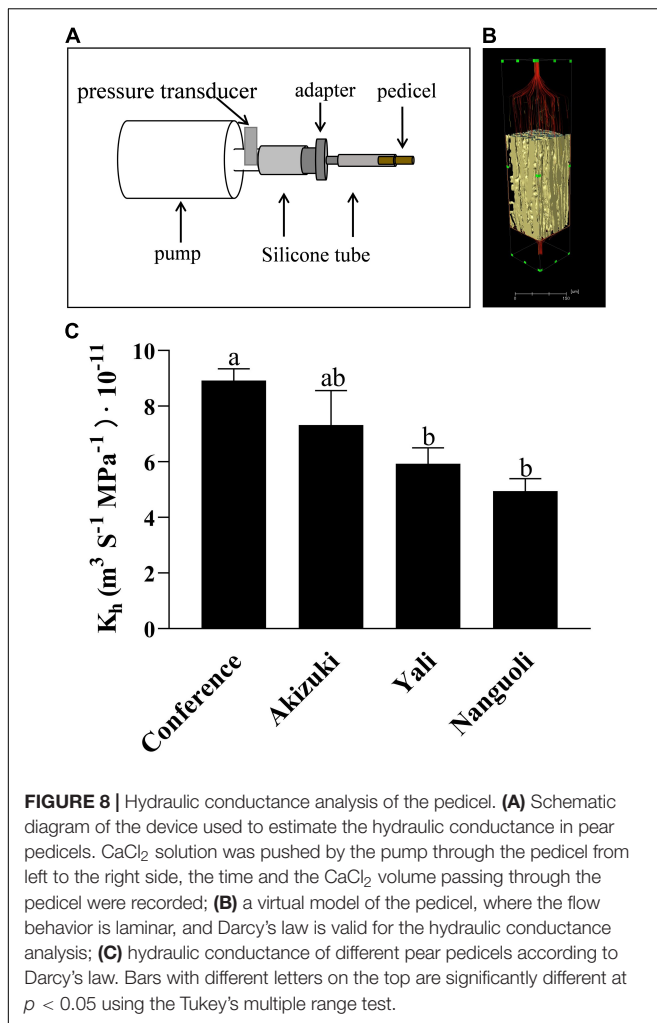 A
pressure transducer
adapter
pedicel
pump
Silicone tube
B
0 150 [um]
C
K_h (m³ S⁻¹ MPa⁻¹) · 10⁻¹¹
10
8
6
4
2
0
a
ab
b
b
Conference
Akizuki
Yali
Nanguoli
FIGURE 8 | Hydraulic conductance analysis of the pedicel. (A) Schematic
diagram of the device used to estimate the hydraulic conductance in pear
pedicels. CaCl₂ solution was pushed by the pump through the pedicel from
left to the right side, the time and the CaCl₂ volume passing through the
pedicel were recorded; (B) a virtual model of the pedicel, where the flow
behavior is laminar, and Darcy's law is valid for the hydraulic conductance
analysis; (C) hydraulic conductance of different pear pedicels according to
Darcy's law. Bars with different letters on the top are significantly different at
p < 0.05 using the Tukey's multiple range test.